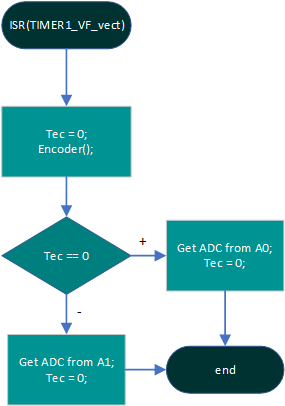 ISR(TIMER1_VF_vect)
Tec = 0;
Encoder();
Tec == 0
+
Get ADC from A0;
Tec = 0;
-
Get ADC from A1;
Tec = 0;
end